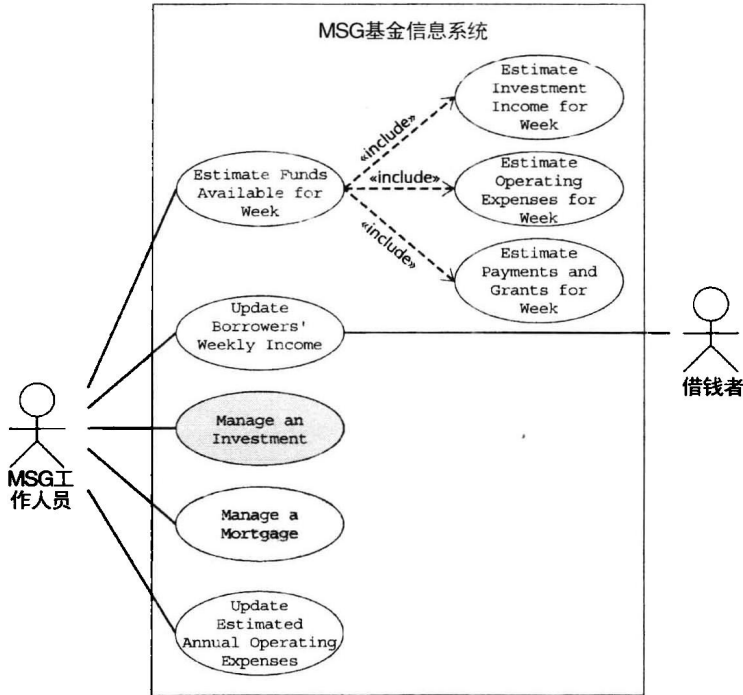 MSG基金信息系统
Estimate
Investment
Income for
Week
«include»
Estimate Funds
Available for
Week
«include»
Estimate
Operating
Expenses for
Week
«include»
Estimate
Payments and
Grants for
Week
Update
Borrowers'
Weekly Income
借钱者
Manage an
Investment
MSG工
作人员
Manage a
Mortgage
Update
Estimated
Annual Operating
Expenses